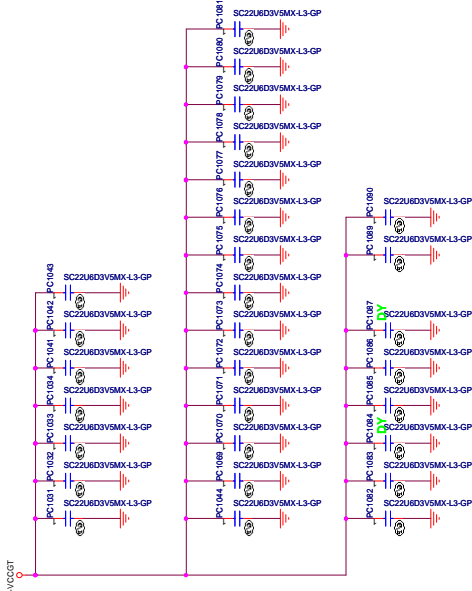 PC1043
SC22U6D3V5MX-L3-GP
PC1042
SC22U6D3V5MX-L3-GP
PC1041
SC22U6D3V5MX-L3-GP
PC1034
SC22U6D3V5MX-L3-GP
PC1033
SC22U6D3V5MX-L3-GP
PC1032
SC22U6D3V5MX-L3-GP
PC1031
SC22U6D3V5MX-L3-GP
VCCGT
PC1081
SC22U6D3V5MX-L3-GP
PC1080
SC22U6D3V5MX-L3-GP
PC1079
SC22U6D3V5MX-L3-GP
PC1078
SC22U6D3V5MX-L3-GP
PC1077
SC22U6D3V5MX-L3-GP
PC1076
SC22U6D3V5MX-L3-GP
PC1075
SC22U6D3V5MX-L3-GP
PC1074
SC22U6D3V5MX-L3-GP
PC1073
SC22U6D3V5MX-L3-GP
PC1072
SC22U6D3V5MX-L3-GP
PC1071
SC22U6D3V5MX-L3-GP
PC1070
SC22U6D3V5MX-L3-GP
PC1069
SC22U6D3V5MX-L3-GP
PC1044
SC22U6D3V5MX-L3-GP
PC1090
SC22U6D3V5MX-L3-GP
PC1089
SC22U6D3V5MX-L3-GP
PC1087
DY
SC22U6D3V5MX-L3-GP
PC1086
SC22U6D3V5MX-L3-GP
PC1085
SC22U6D3V5MX-L3-GP
PC1084
DY
SC22U6D3V5MX-L3-GP
PC1083
SC22U6D3V5MX-L3-GP
PC1082
SC22U6D3V5MX-L3-GP